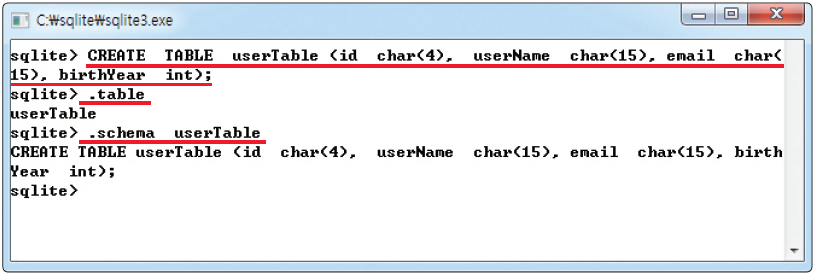 C:₩sqlite₩sqlite3.exe
sqlite> CREATE  TABLE  userTable (id  char(4),  userName  char(15), email  char(
15), birthYear  int);
sqlite> .table
userTable
sqlite> .schema  userTable
CREATE TABLE userTable (id  char(4),  userName  char(15), email  char(15), birth
Year  int);
sqlite>